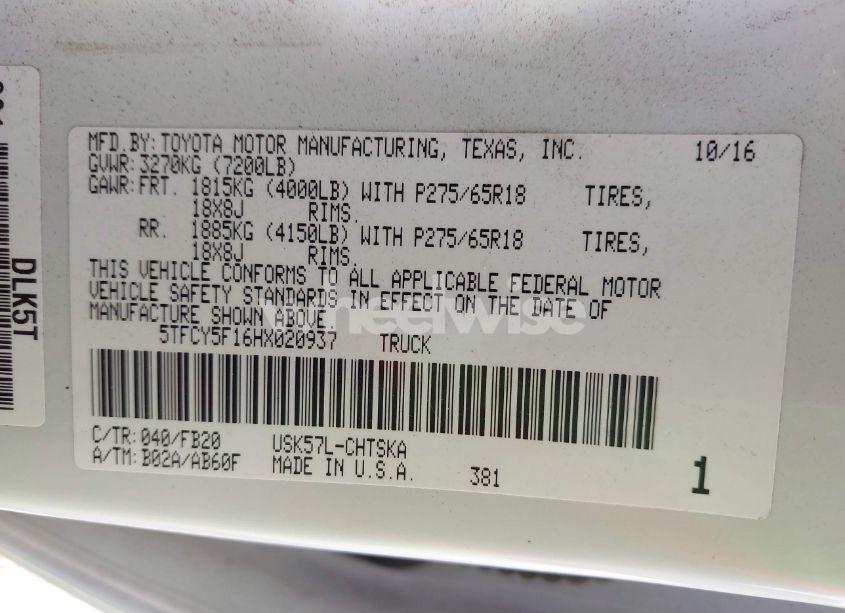 MFD.BY: TOYOTA MOTOR MANUFACTURING, TEXAS, INC. 10/16
GVWR: 3270KG (7200LB)
GAWR: FRT. 1815KG (4000LB) WITH P275/65R18 TIRES,
18X8J RIMS.
RR. 1885KG (4150LB) WITH P275/65R18 TIRES,
18X8J RIMS.
THIS VEHICLE CONFORMS TO ALL APPLICABLE FEDERAL MOTOR
VEHICLE SAFETY STANDARDS IN EFFECT ON THE DATE OF
MANUFACTURE SHOWN ABOVE.
5TFCY5F16HX020937 TRUCK
C/TR: 040/FB20 USK57L-CHTSKA
A/TM: B02A/AB60F MADE IN U.S.A. 381 1
DLK5T
wheelwise